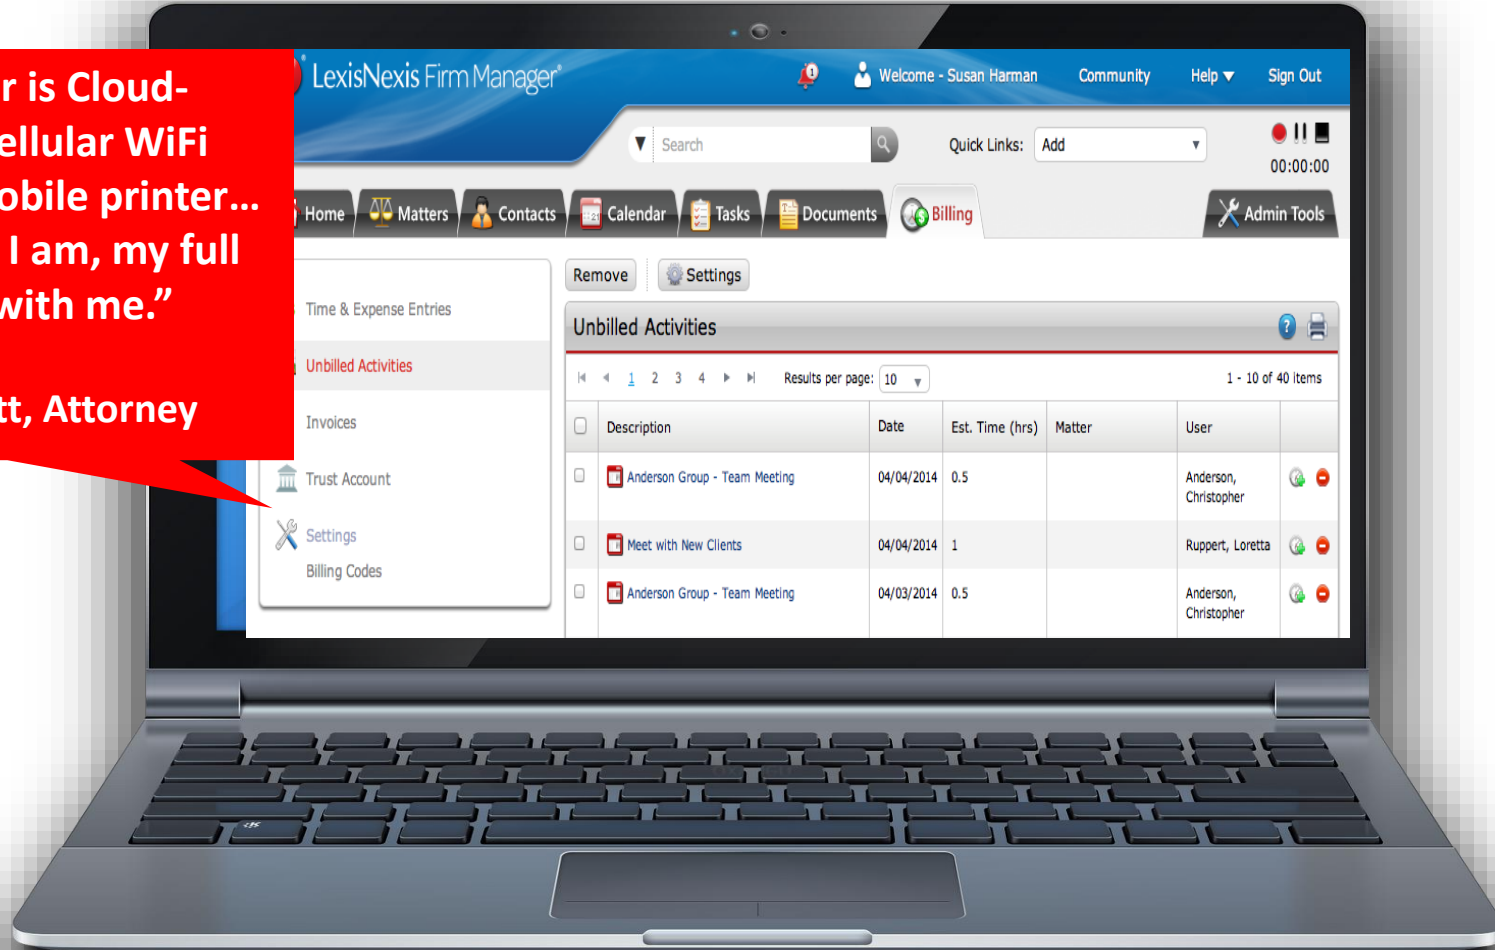 r is Cloud-
ellular WiFi
obile printer…
I am, my full
with me.”
tt, Attorney
LexisNexis Firm Manager®
1
Welcome - Susan Harman
Community
Help ▼
Sign Out
Search
Quick Links:
Add
00:00:00
Home
Matters
Contacts
Calendar
Tasks
Documents
Billing
Admin Tools
Time & Expense Entries
Unbilled Activities
Invoices
Trust Account
Settings
Billing Codes
Remove
Settings
Unbilled Activities
?
1 2 3 4
Results per page: 10
1 - 10 of 40 items
Description Date Est. Time (hrs) Matter User
Anderson Group - Team Meeting 04/04/2014 0.5 Anderson,
Christopher
Meet with New Clients 04/04/2014 1 Ruppert, Loretta
Anderson Group - Team Meeting 04/03/2014 0.5 Anderson,
Christopher